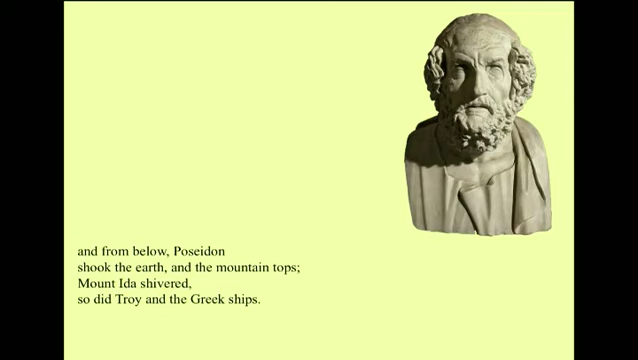 and from below, Poseidon
shook the earth, and the mountain tops;
Mount Ida shivered,
so did Troy and the Greek ships.